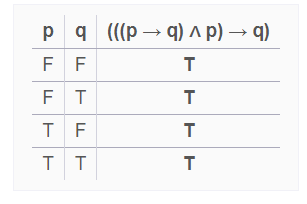 p q (((p → q) ∧ p) → q)
F F T
F T T
T F T
T T T